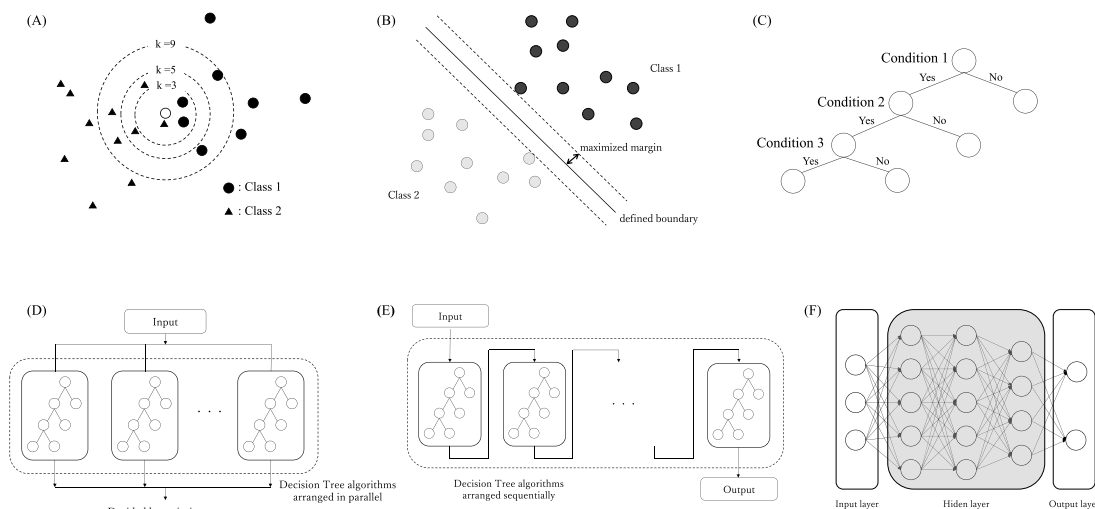 (A)
k =9
k =5
k =3
: Class 1
: Class 2
(B)
Class 1
maximized margin
Class 2
defined boundary
(C)
Condition 1
Yes
No
Condition 2
Yes
No
Condition 3
Yes
No
(D)
Input
. . .
Decision Tree algorithms
arranged in parallel
(E)
Input
. . .
Decision Tree algorithms
arranged sequentially
Output
(F)
Input layer
Hiden layer
Output lay